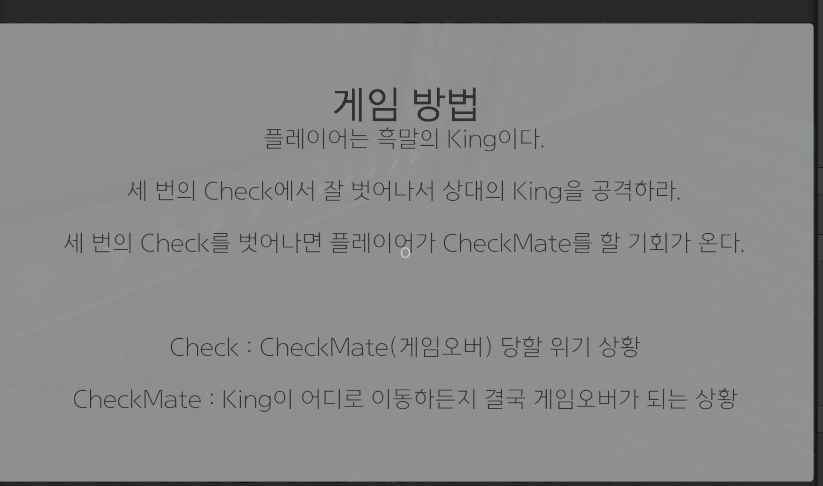 게임 방법
플레이어는 흑말의 King이다.
세 번의 Check에서 잘 벗어나서 상대의 King을 공격하라.
세 번의 Check를 벗어나면 플레이어가 CheckMate를 할 기회가 온다.
Check : CheckMate(게임오버) 당할 위기 상황
CheckMate : King이 어디로 이동하든지 결국 게임오버가 되는 상황